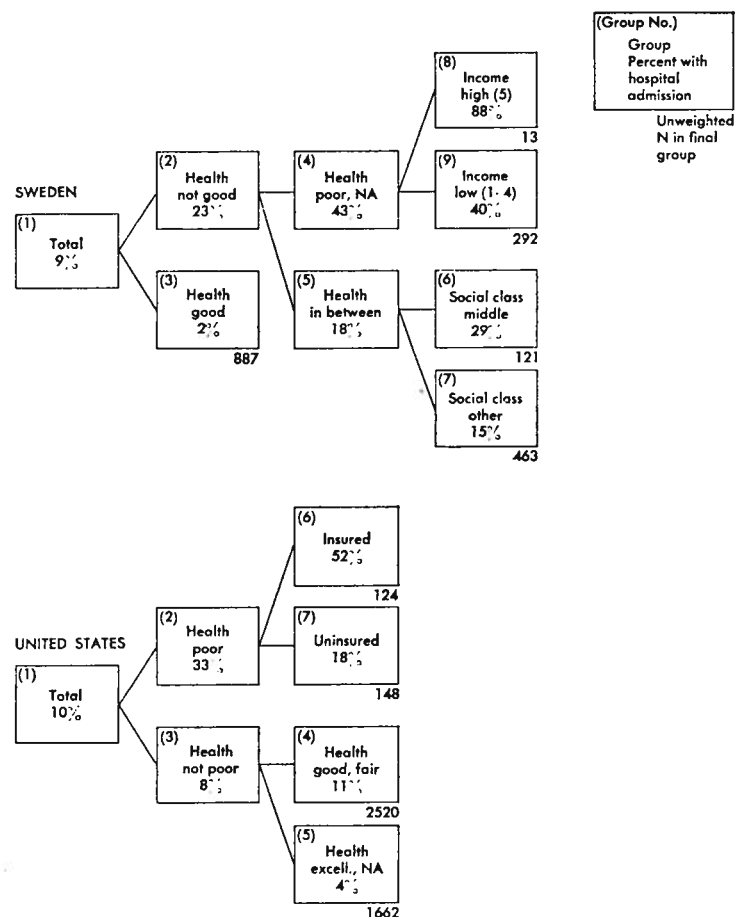 (Group No.)
Group
Percent with
hospital
admission
Unweighted
N in final
group
SWEDEN
(1)
Total
9%
(2)
Health
not good
23%
(3)
Health
good
2%
887
(4)
Health
poor, NA
43%
(5)
Health
in between
18%
(8)
Income
high (5)
88%
13
(9)
Income
low (1-4)
40%
292
(6)
Social class
middle
29%
121
(7)
Social class
other
15%
463
UNITED STATES
(1)
Total
10%
(2)
Health
poor
33%
(3)
Health
not poor
8%
(6)
Insured
52%
124
(7)
Uninsured
18%
148
(4)
Health
good, fair
11%
2520
(5)
Health
excell., NA
4%
1662